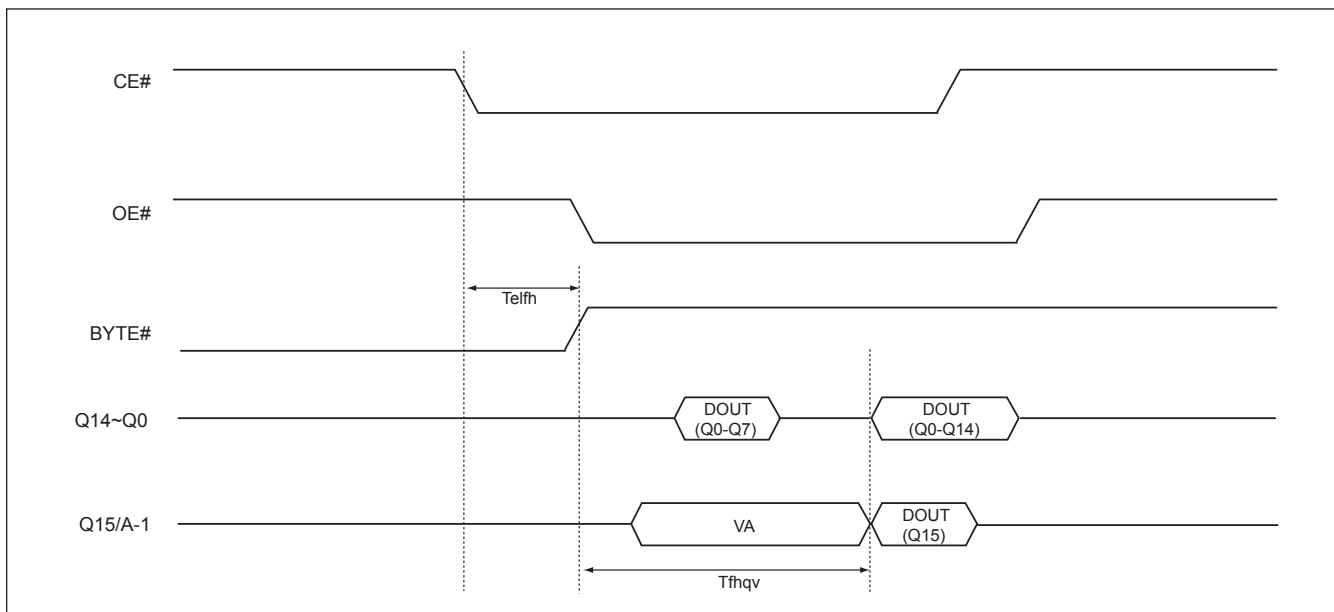 CE#
OE#
Telfh
BYTE#
Q14~Q0
DOUT
(Q0-Q7)
DOUT
(Q0-Q14)
Q15/A-1
VA
DOUT
(Q15)
Tfhqv